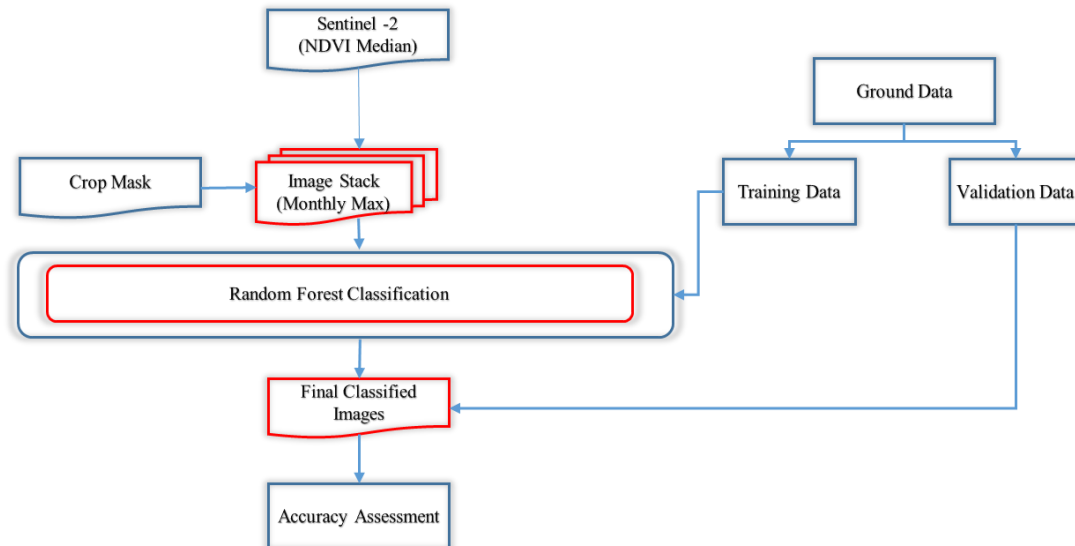 Sentinel -2
(NDVI Median)
Ground Data
Crop Mask
Image Stack
(Monthly Max)
Training Data
Validation Data
Random Forest Classification
Final Classified
Images
Accuracy Assessment